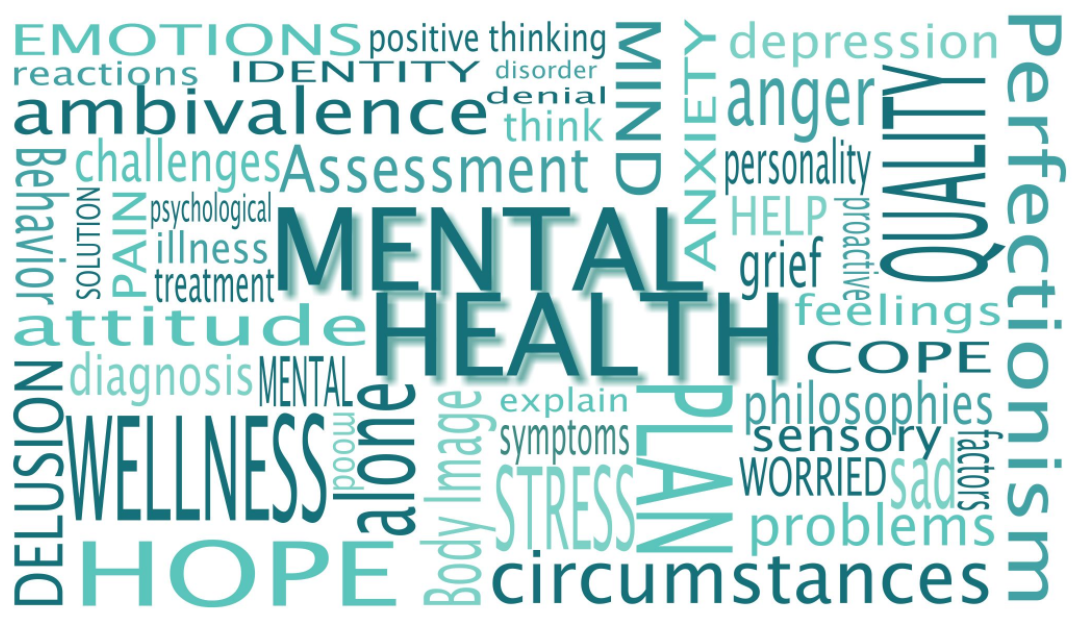 EMOTIONS
positive thinking
MIND
ANXIETY
depression
Perfectionism
reactions
IDENTITY
disorder
ambivalence
denial
think
anger
QUALITY
Behavior
challenges
Assessment
personality
SOLUTION
PAIN
psychological
illness
treatment
MENTAL
HEALTH
HELP
proactive
grief
attitude
feelings
COPE
DELUSION
diagnosis
MENTAL
alone
WELLNESS
mood
Body Image
explain
symptoms
STRESS
PLAN
philosophies
sensory
WORRIED
sad
factors
problems
HOPE
circumstances